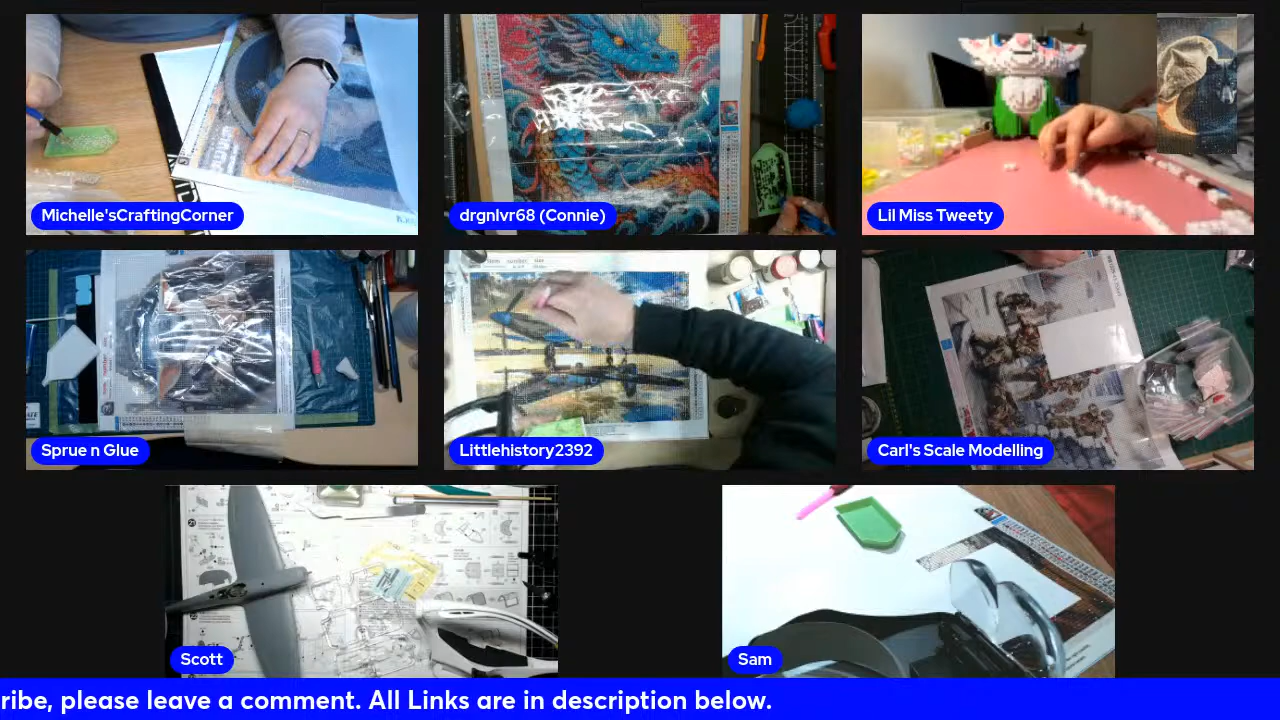 Michelle'sCraftingCorner
drgnlvr68 (Connie)
Lil Miss Tweety
Sprue n Glue
Littlehistory2392
Carl's Scale Modelling
Scott
Sam
ribe, please leave a comment. All Links are in description below.